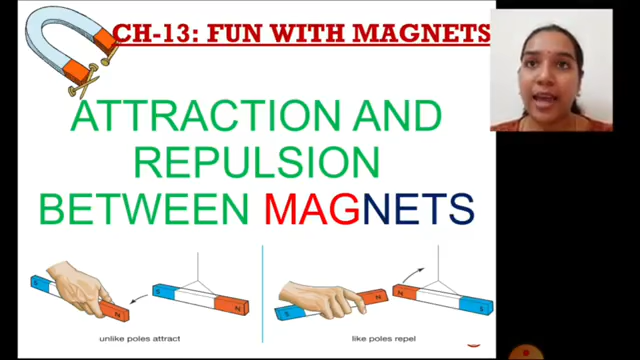 CH-13: FUN WITH MAGNETS
ATTRACTION AND
REPULSION
BETWEEN MAGNETS
S N S N
S N N S
unlike poles attract
like poles repel